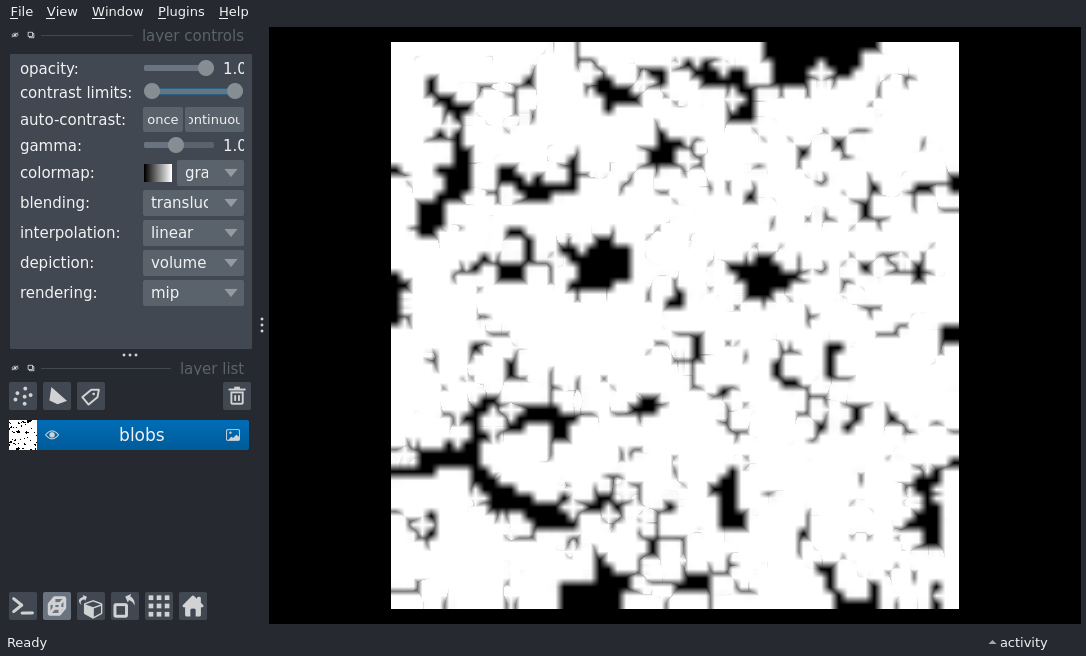 File View Window Plugins Help
layer controls
opacity: 1.0
contrast limits:
auto-contrast: once ontinuou
gamma: 1.0
colormap: gra
blending: transluc
interpolation: linear
depiction: volume
rendering: mip
layer list
blobs
Ready activity